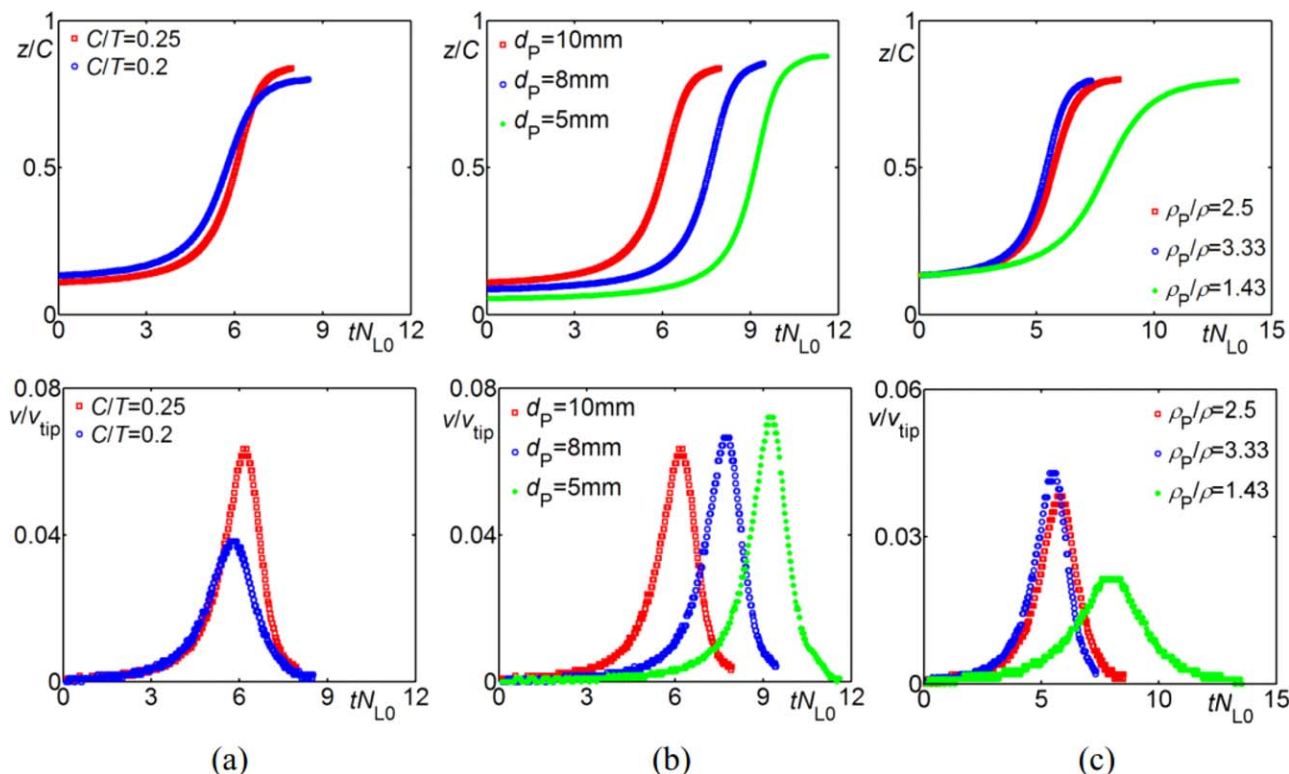 1
z/C
C/T=0.25
C/T=0.2
0.5
0
0 3 6 9 12
tN_L0
1
z/C
d_P=10mm
d_P=8mm
d_P=5mm
0.5
0
0 3 6 9 12
tN_L0
1
z/C
0.5
ρ_P/ρ=2.5
ρ_P/ρ=3.33
ρ_P/ρ=1.43
0
0 5 10 15
tN_L0
0.08
v/v_tip
C/T=0.25
C/T=0.2
0.04
0
0 3 6 9 12
tN_L0
0.08
v/v_tip
d_P=10mm
d_P=8mm
d_P=5mm
0.04
0
0 3 6 9 12
tN_L0
0.06
v/v_tip
ρ_P/ρ=2.5
ρ_P/ρ=3.33
ρ_P/ρ=1.43
0.03
0
0 5 10 15
tN_L0
(a) (b) (c)